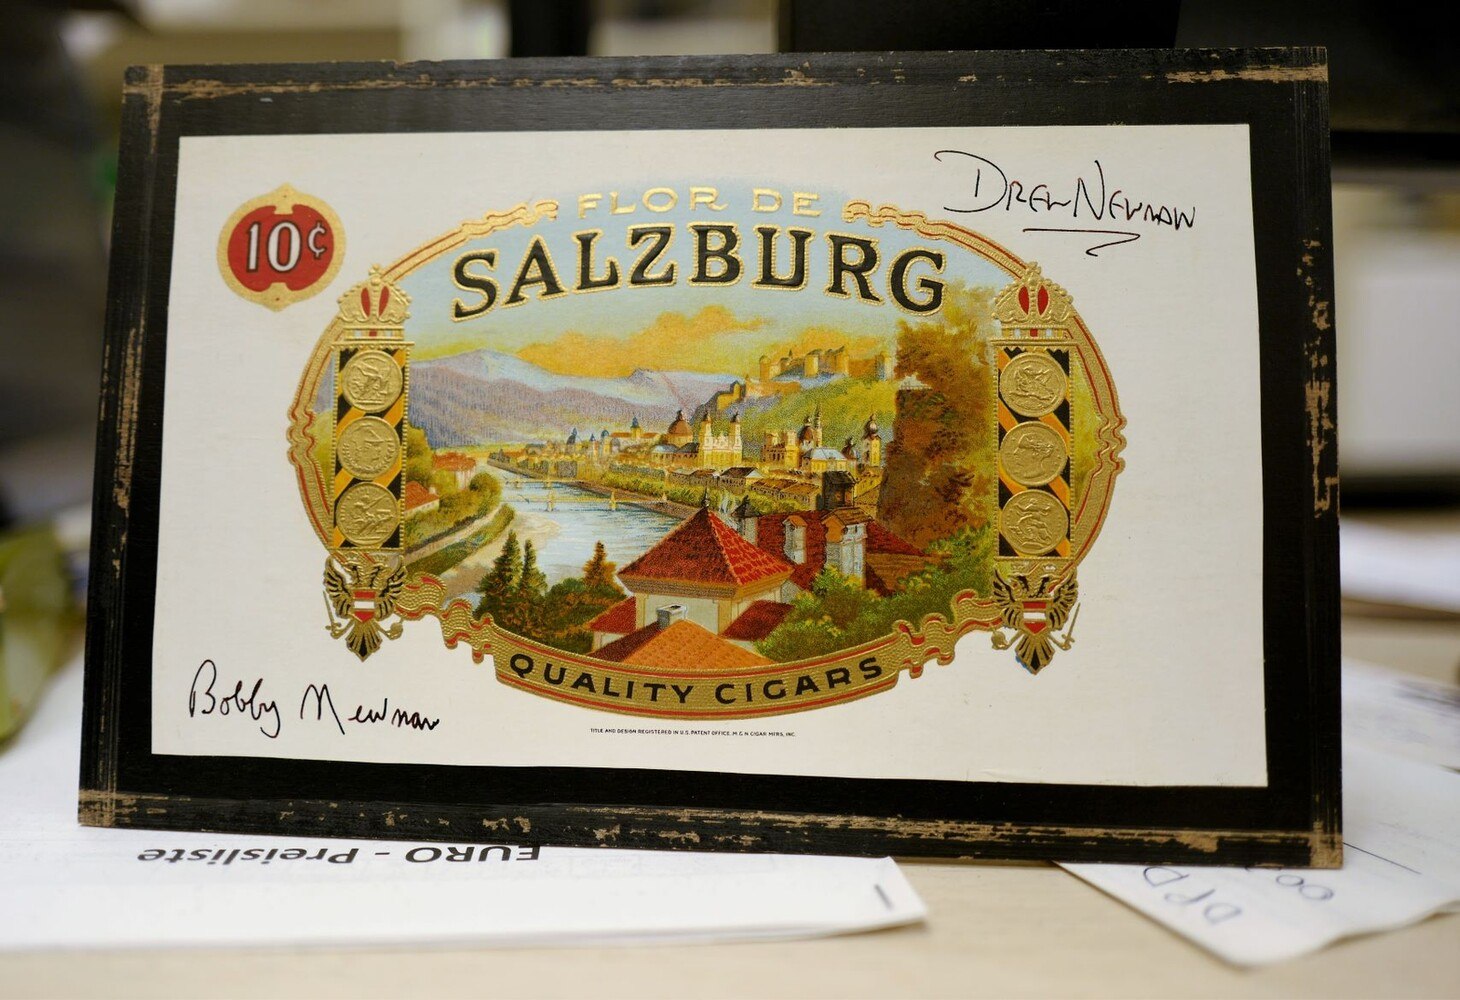 Drew Newman
10¢
FLOR DE
SALZBURG
QUALITY CIGARS
Bobby Newman
TITLE AND DESIGN REGISTERED IN U.S. PATENT OFFICE. M & N CIGAR MFRS, INC.
EURO - Preisliste
DPD